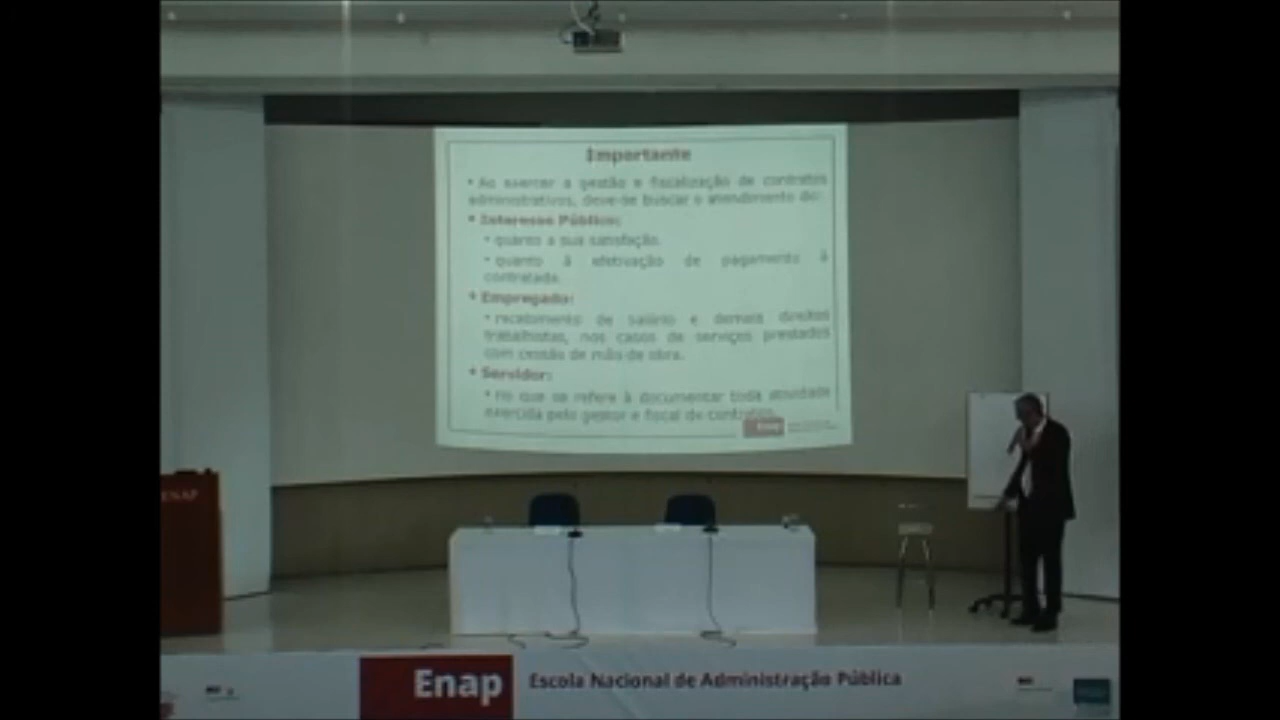 Importante
• Ao exercer a gestão e fiscalização de contratos
administrativos, deve-se buscar o atendimento do:
• Interesse Público:
• quanto a sua satisfação.
• quanto à efetivação de pagamento à
contratada.
• Empregado:
• recebimento de salário e demais direitos
trabalhistas, nos casos de serviços prestados
com cessão de mão de obra.
• Servidor:
• no que se refere à documentar toda atividade
exercida pelo gestor e fiscal de contratos.
Enap
ENAP
Enap Escola Nacional de Administração Pública